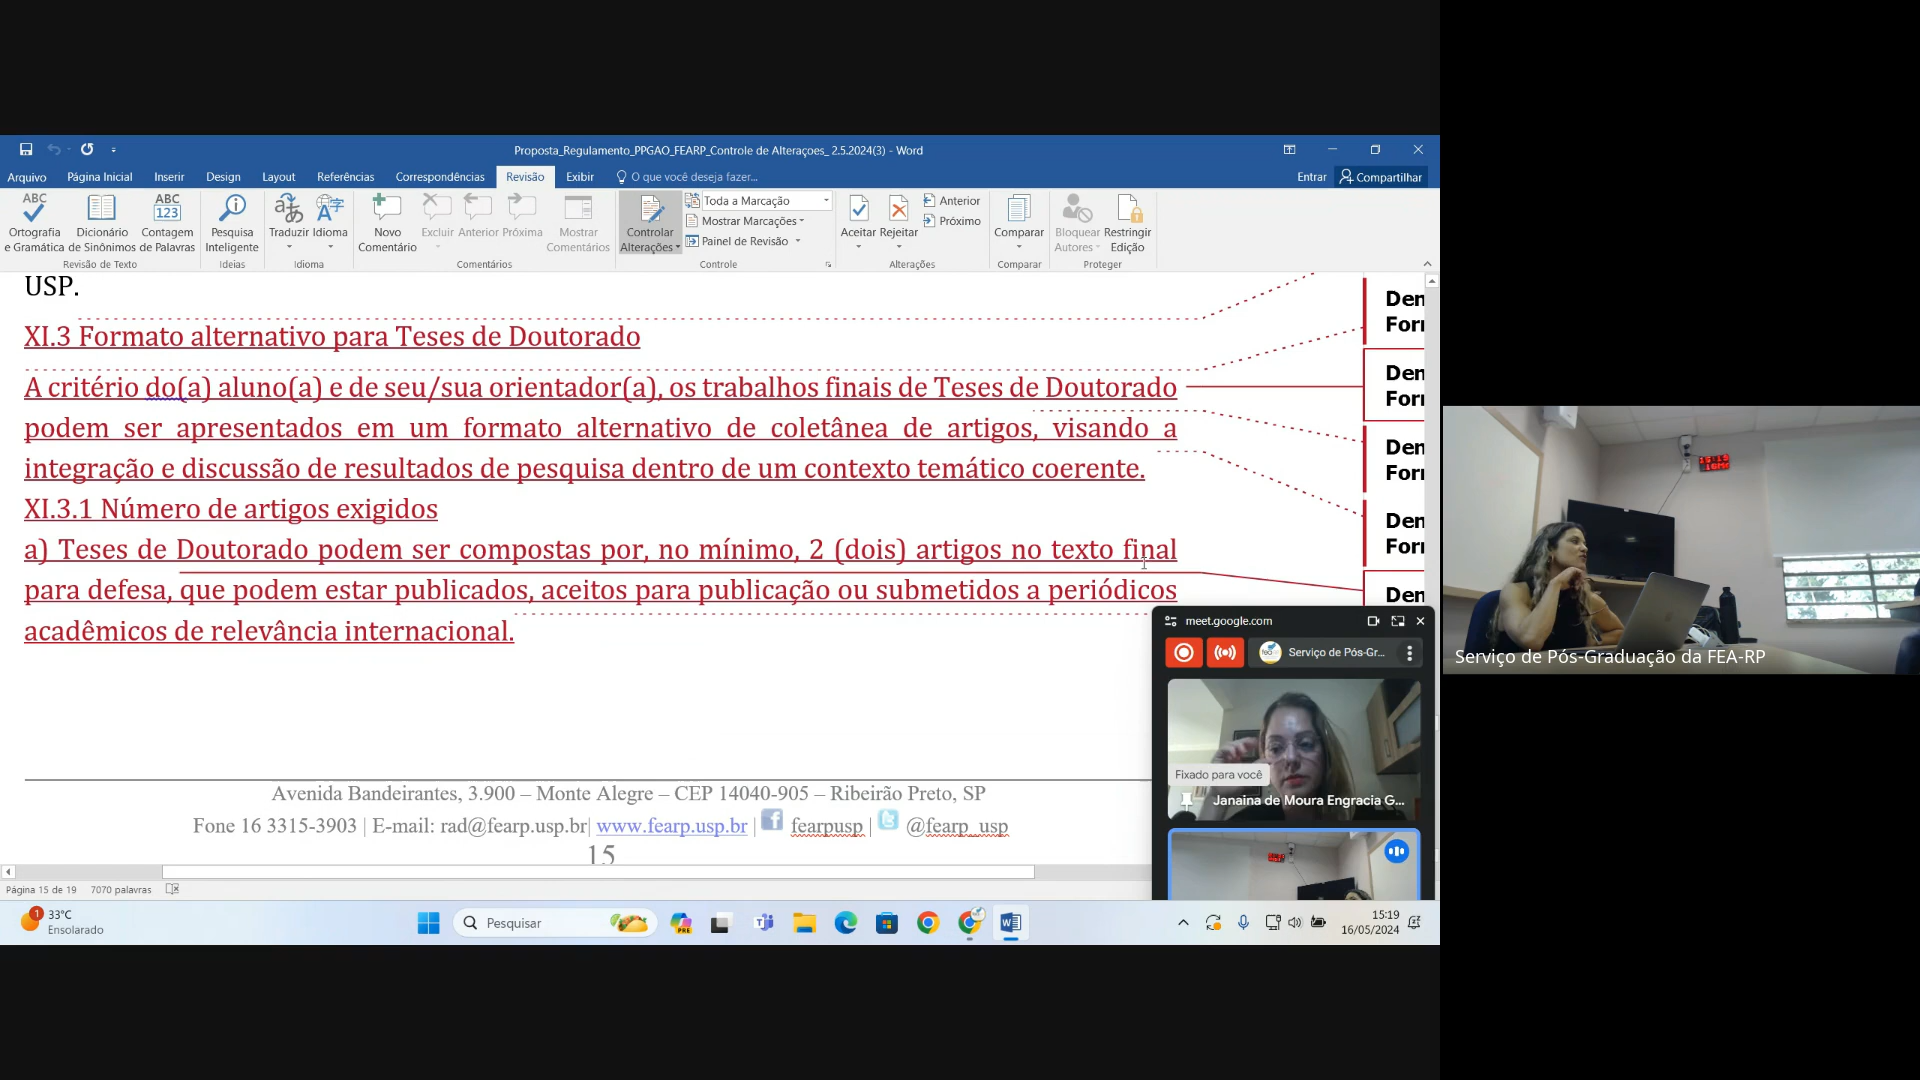 Proposta_Regulamento_PPGAO_FEARP_Controle de Alteraçoes_ 2.5.2024(3) - Word
Arquivo Página Inicial Inserir Design Layout Referências Correspondências Revisão Exibir O que você deseja fazer... Entrar Compartilhar
ABC Ortografia e Gramática
Dicionário de Sinônimos
ABC 123 Contagem de Palavras
Revisão de Texto
Pesquisa Inteligente
Ideias
Traduzir Idioma
Idioma
Novo Comentário
Excluir Anterior Próxima
Mostrar Comentários
Comentários
Controlar Alterações
Toda a Marcação
Mostrar Marcações
Painel de Revisão
Controle
Aceitar Rejeitar
Anterior
Próximo
Alterações
Comparar
Comparar
Bloquear Autores
Restringir Edição
Proteger
USP.
XI.3 Formato alternativo para Teses de Doutorado
A critério do(a) aluno(a) e de seu/sua orientador(a), os trabalhos finais de Teses de Doutorado
podem ser apresentados em um formato alternativo de coletânea de artigos, visando a
integração e discussão de resultados de pesquisa dentro de um contexto temático coerente.
XI.3.1 Número de artigos exigidos
a) Teses de Doutorado podem ser compostas por, no mínimo, 2 (dois) artigos no texto final
para defesa, que podem estar publicados, aceitos para publicação ou submetidos a periódicos
acadêmicos de relevância internacional.
Avenida Bandeirantes, 3.900 – Monte Alegre – CEP 14040-905 – Ribeirão Preto, SP
Fone 16 3315-3903 | E-mail: rad@fearp.usp.br| www.fearp.usp.br | fearpusp | @fearp_usp
15
meet.google.com
Serviço de Pós-Gr...
Fixado para você
Janaina de Moura Engracia G...
Serviço de Pós-Graduação da FEA-RP
Página 15 de 19 7070 palavras
1
33°C
Ensolarado
Pesquisar
PRE
15:19
16/05/2024